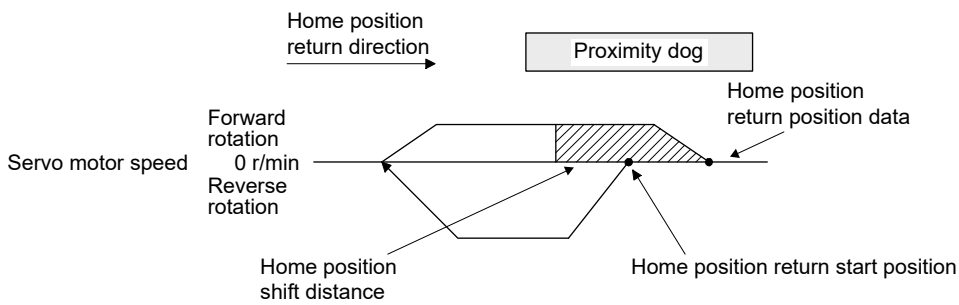 Home position
return direction
Proximity dog
Home position
return position data
Forward
rotation
Servo motor speed
0 r/min
Reverse
rotation
Home position
shift distance
Home position return start position